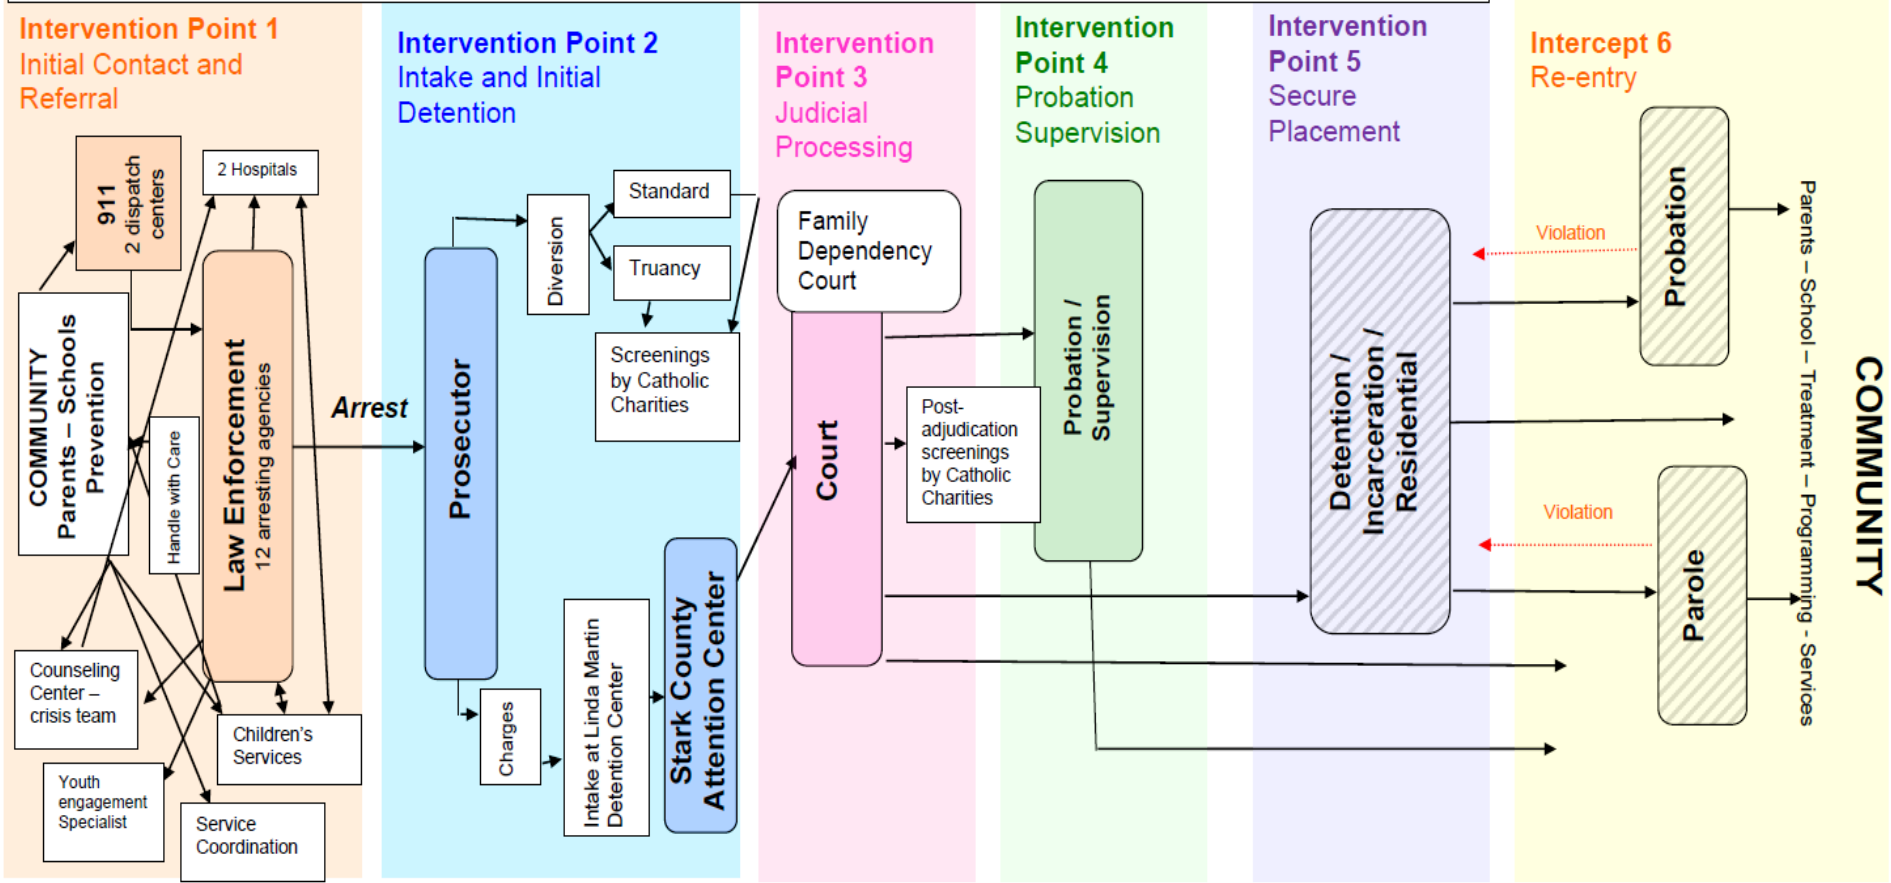 Intervention Point 1
Initial Contact and
Referral
911
2 dispatch
centers
2 Hospitals
COMMUNITY
Parents – Schools
Prevention
Handle with Care
Law Enforcement
12 arresting agencies
Counseling
Center –
crisis team
Youth
engagement
Specialist
Children's
Services
Service
Coordination
Arrest
Intervention Point 2
Intake and Initial
Detention
Prosecutor
Diversion
Standard
Truancy
Screenings
by Catholic
Charities
Charges
Intake at Linda Martin
Detention Center
Stark County
Attention Center
Intervention
Point 3
Judicial
Processing
Family
Dependency
Court
Court
Post-
adjudication
screenings
by Catholic
Charities
Intervention
Point 4
Probation
Supervision
Probation /
Supervision
Intervention
Point 5
Secure
Placement
Detention /
Incarceration /
Residential
Intercept 6
Re-entry
Probation
Violation
Violation
Parole
Parents – School – Treatment – Programming - Services
COMMUNITY